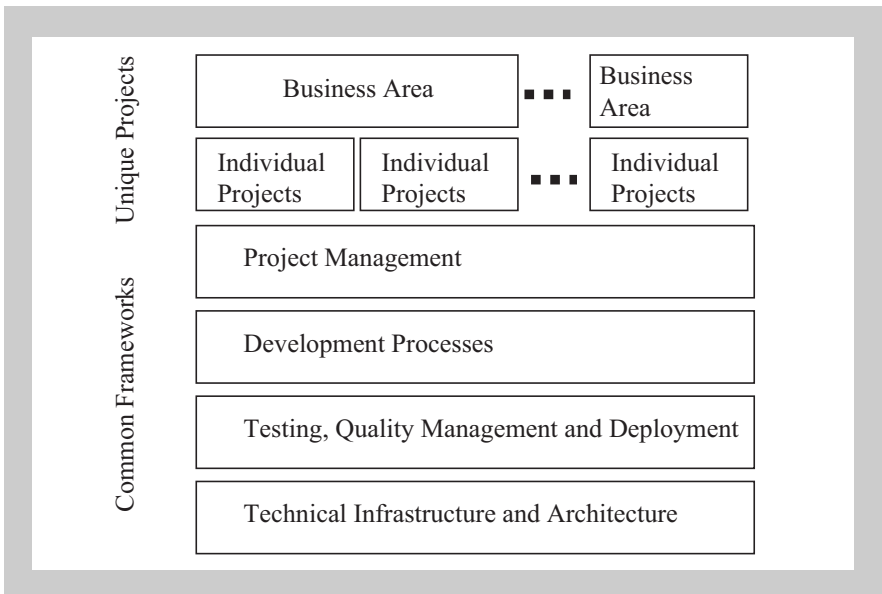 Unique Projects
Business Area
Business
Area
Individual
Projects
Individual
Projects
Individual
Projects
Common Frameworks
Project Management
Development Processes
Testing, Quality Management and Deployment
Technical Infrastructure and Architecture